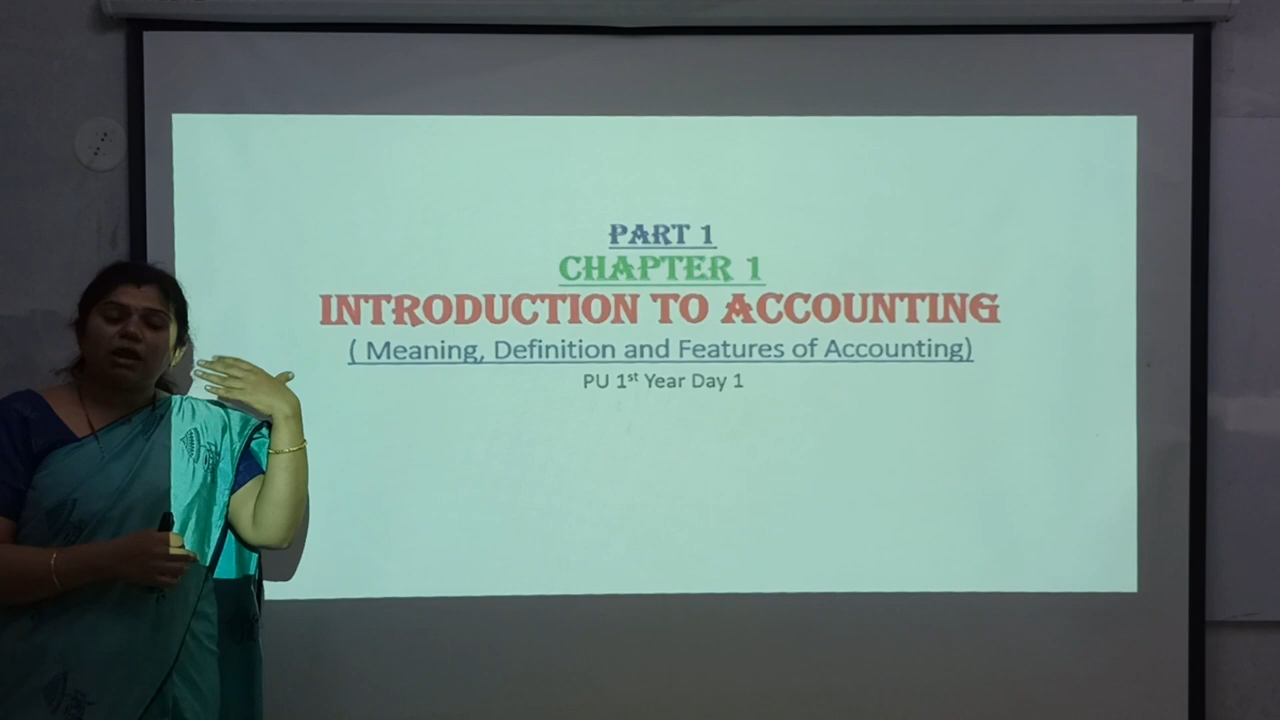 PART 1
CHAPTER 1
INTRODUCTION TO ACCOUNTING
( Meaning, Definition and Features of Accounting)
PU 1st Year Day 1